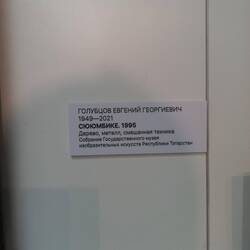 ГОЛУБЦОВ ЕВГЕНИЙ ГЕОРГИЕВИЧ
1949—2021
СЮЮМБИКЕ. 1995
Дерево, металл, смешанная техника
Собрание Государственного музея
изобразительных искусств Республики Татарстан